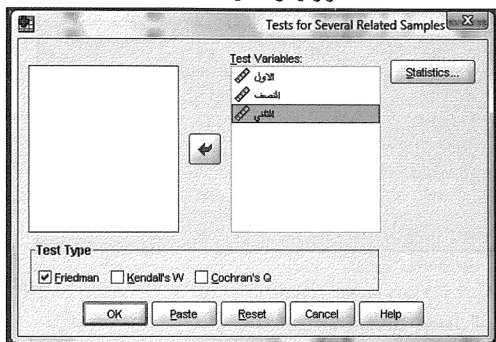 Tests for Several Related Samples
Test Variables:
الاول
النصف
الثاني
Statistics...
Test Type
Friedman Kendall's W Cochran's Q
OK Paste Reset Cancel Help